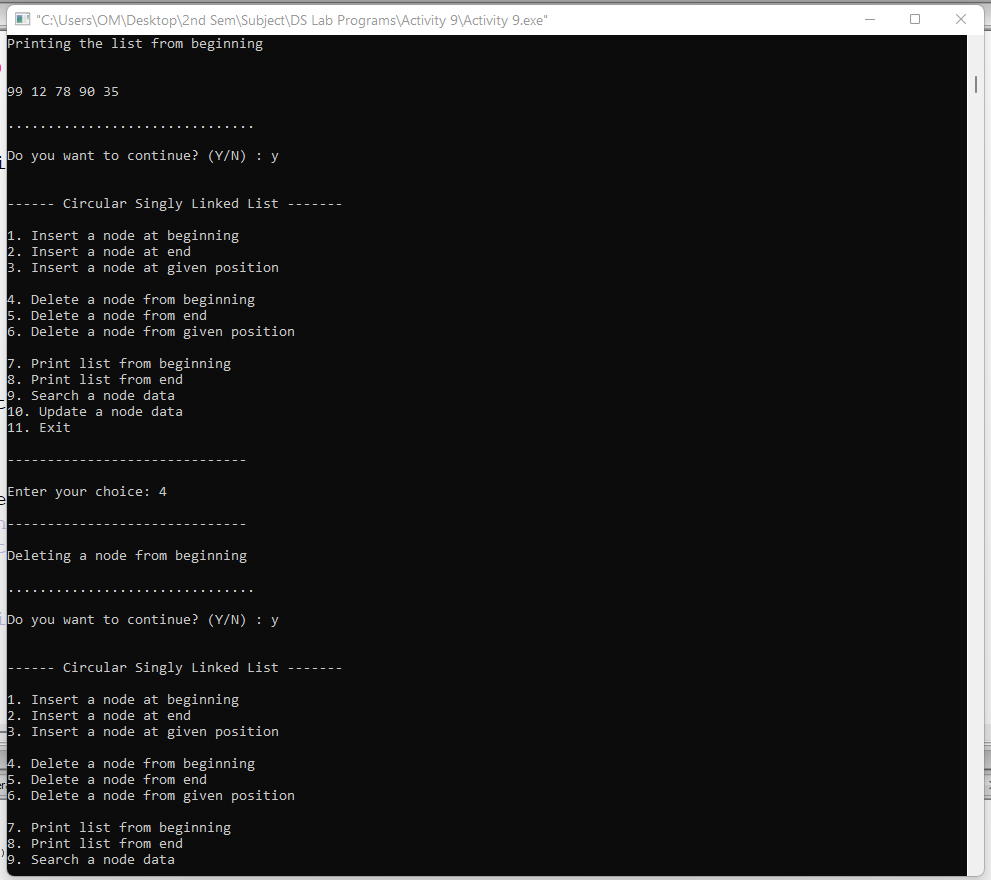 "C:\Users\OM\Desktop\2nd Sem\Subject\DS Lab Programs\Activity 9\Activity 9.exe"
Printing the list from beginning
99 12 78 90 35
...............................
Do you want to continue? (Y/N) : y
------ Circular Singly Linked List -------
1. Insert a node at beginning
2. Insert a node at end
3. Insert a node at given position
4. Delete a node from beginning
5. Delete a node from end
6. Delete a node from given position
7. Print list from beginning
8. Print list from end
9. Search a node data
10. Update a node data
11. Exit
------------------------------
Enter your choice: 4
------------------------------
Deleting a node from beginning
...............................
Do you want to continue? (Y/N) : y
------ Circular Singly Linked List -------
1. Insert a node at beginning
2. Insert a node at end
3. Insert a node at given position
4. Delete a node from beginning
5. Delete a node from end
6. Delete a node from given position
7. Print list from beginning
8. Print list from end
9. Search a node data